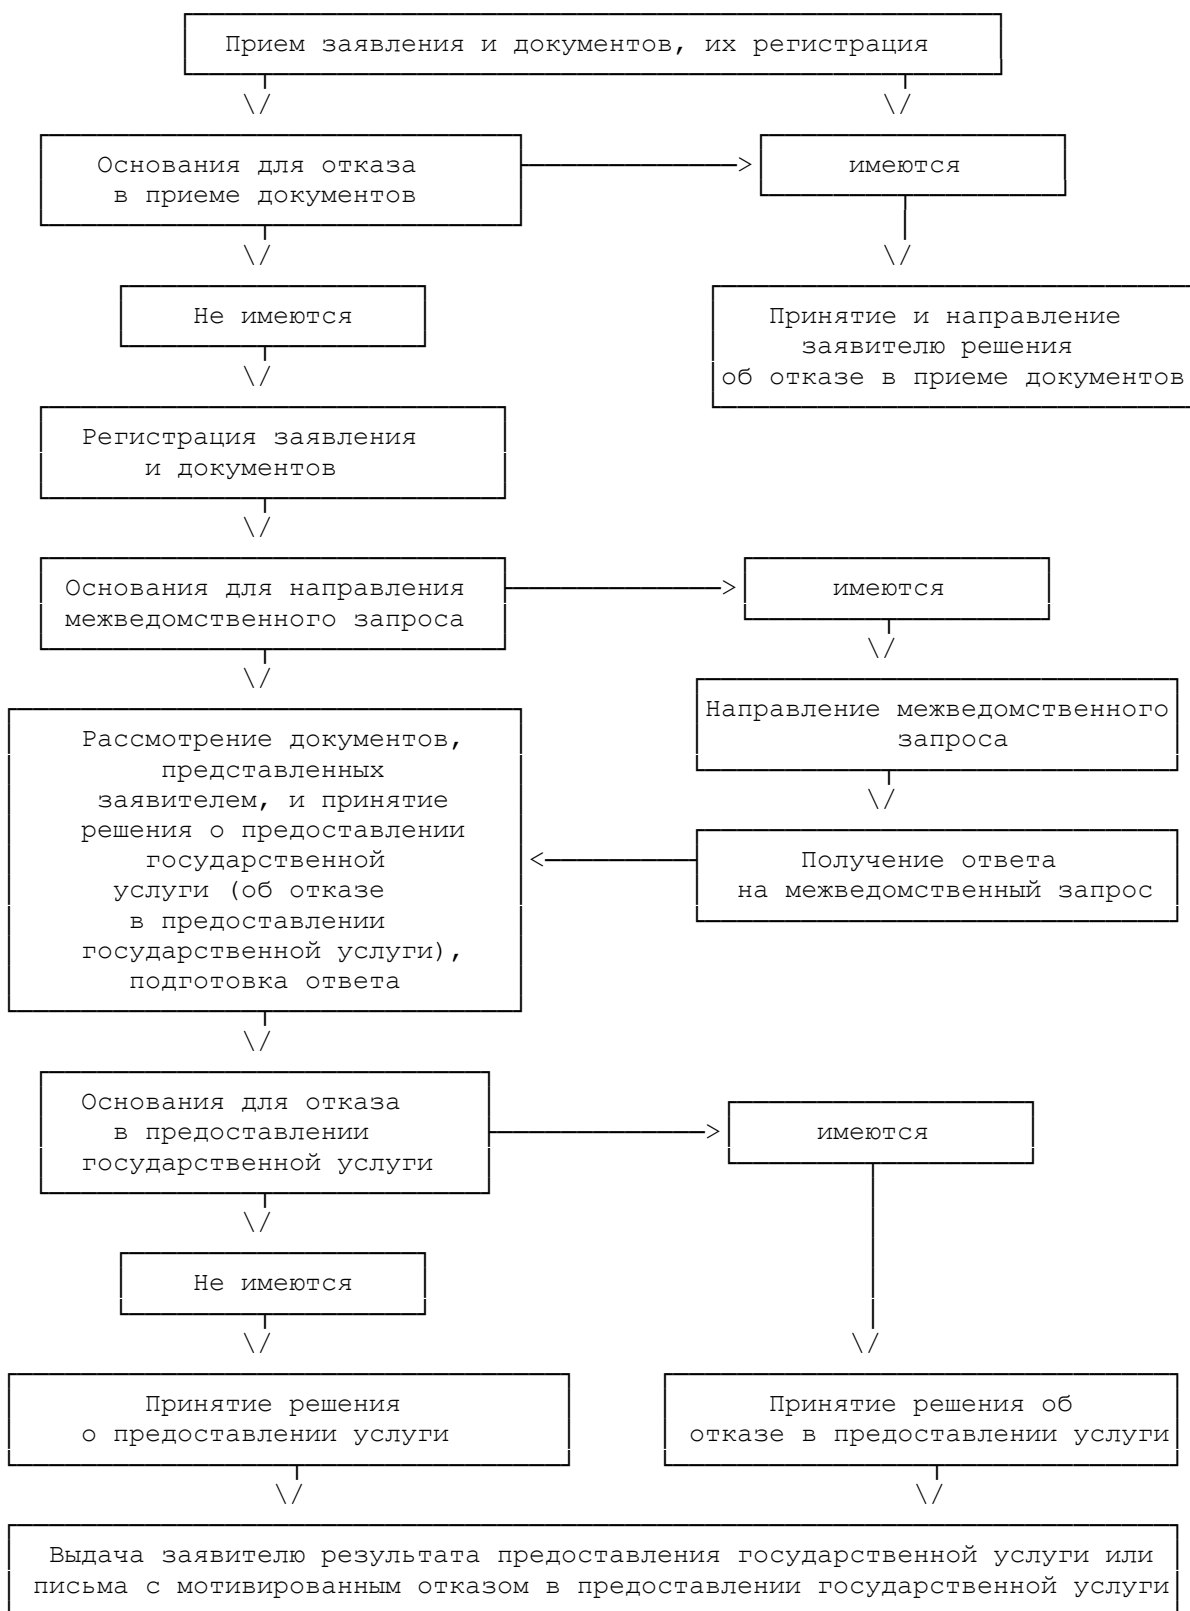 Прием заявления и документов, их регистрация
Основания для отказа
в приеме документов
имеются
Не имеются
Принятие и направление
заявителю решения
об отказе в приеме документов
Регистрация заявления
и документов
Основания для направления
межведомственного запроса
имеются
Направление межведомственного
запроса
Рассмотрение документов,
представленных
заявителем, и принятие
решения о предоставлении
государственной
услуги (об отказе
в предоставлении
государственной услуги),
подготовка ответа
Получение ответа
на межведомственный запрос
Основания для отказа
в предоставлении
государственной услуги
имеются
Не имеются
Принятие решения
о предоставлении услуги
Принятие решения об
отказе в предоставлении услуги
Выдача заявителю результата предоставления государственной услуги или
письма с мотивированным отказом в предоставлении государственной услуги